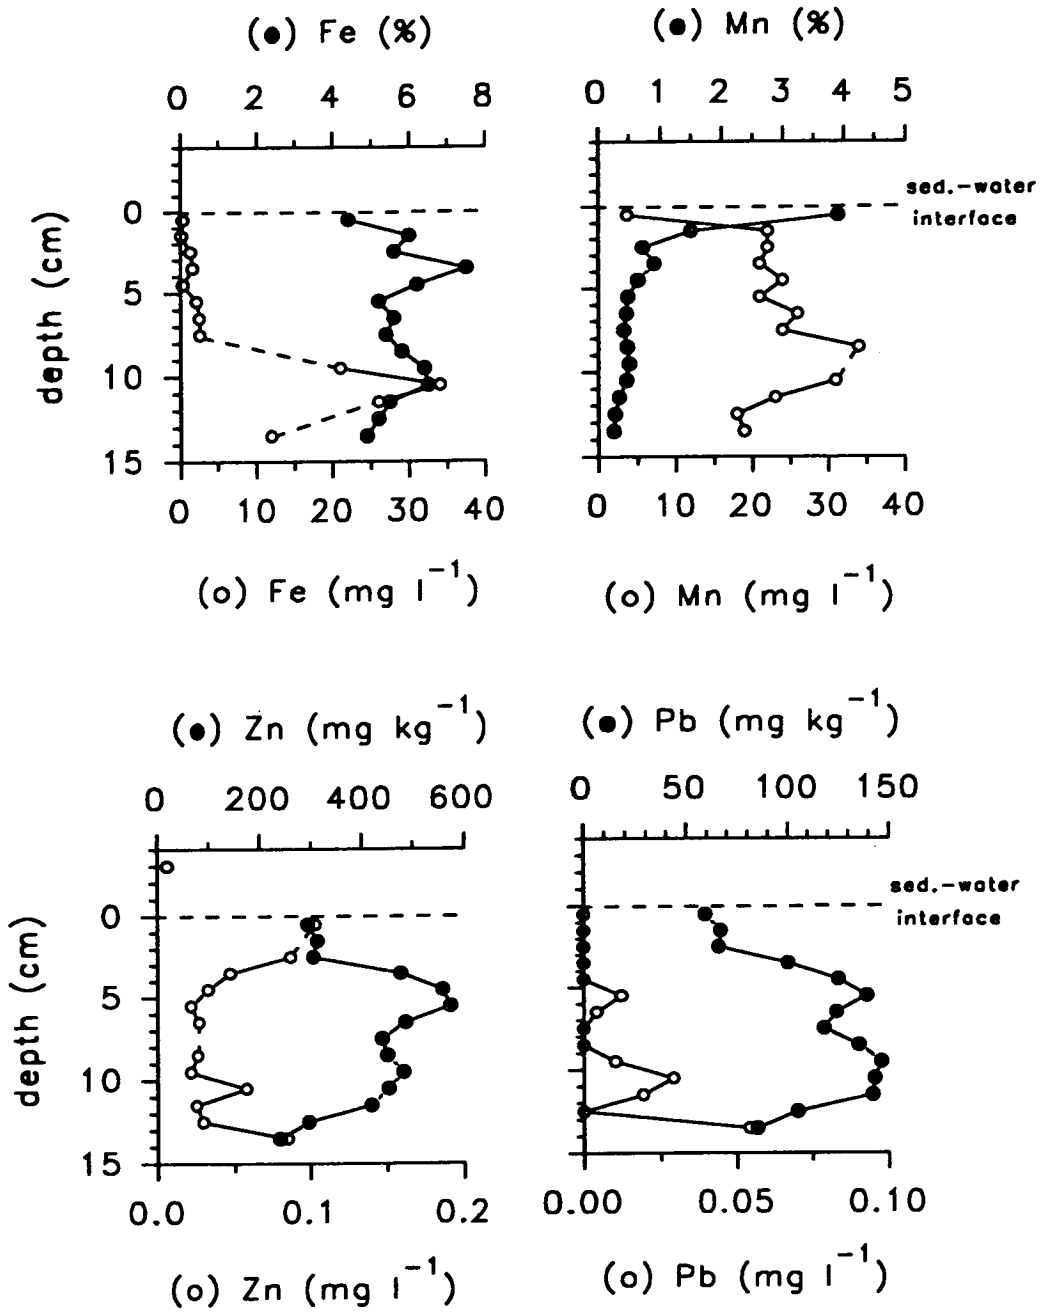 (●) Fe (%)
(●) Mn (%)
0 2 4 6 8
0 1 2 3 4 5
sed.-water
interface
depth (cm)
0
5
10
15
0 10 20 30 40
0 10 20 30 40
(o) Fe (mg l⁻¹)
(o) Mn (mg l⁻¹)
(●) Zn (mg kg⁻¹)
(●) Pb (mg kg⁻¹)
0 200 400 600
0 50 100 150
sed.-water
interface
depth (cm)
0
5
10
15
0.0 0.1 0.2
0.00 0.05 0.10
(o) Zn (mg l⁻¹)
(o) Pb (mg l⁻¹)